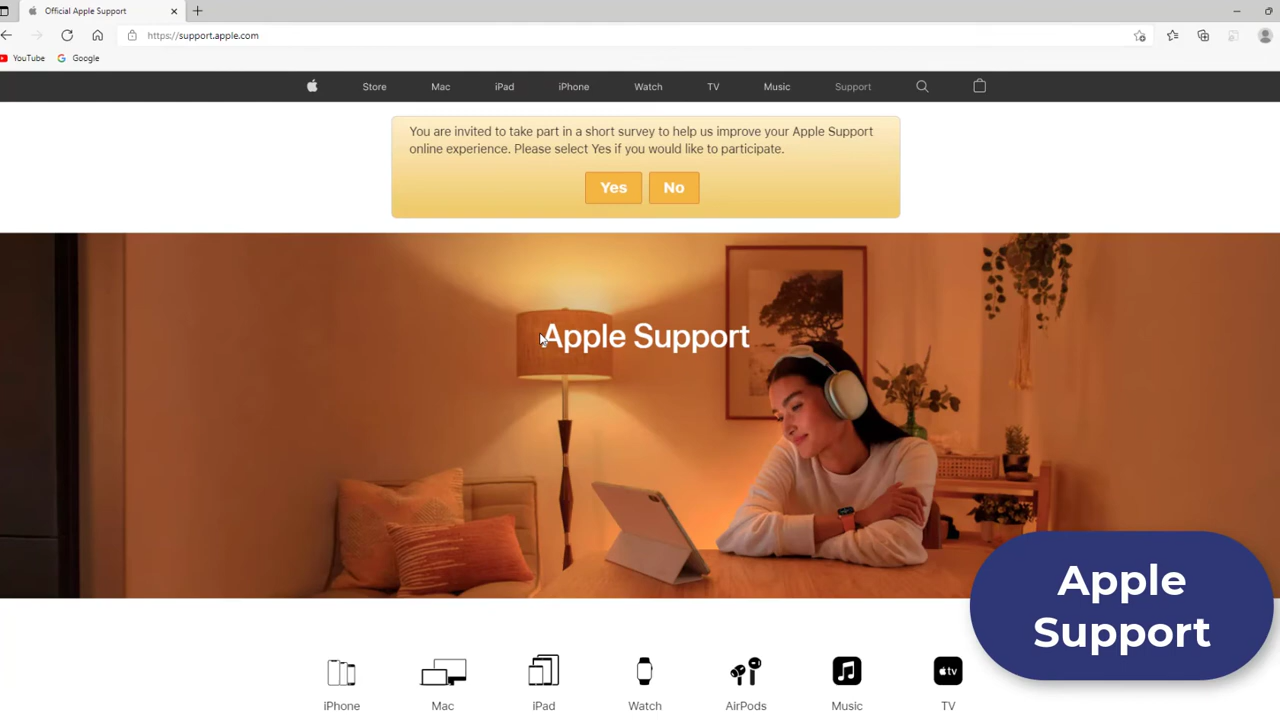 Official Apple Support
https://support.apple.com
YouTube Google
Store Mac iPad iPhone Watch TV Music Support
You are invited to take part in a short survey to help us improve your Apple Support
online experience. Please select Yes if you would like to participate.
Yes No
Apple Support
Apple
Support
tv
iPhone Mac iPad Watch AirPods Music TV